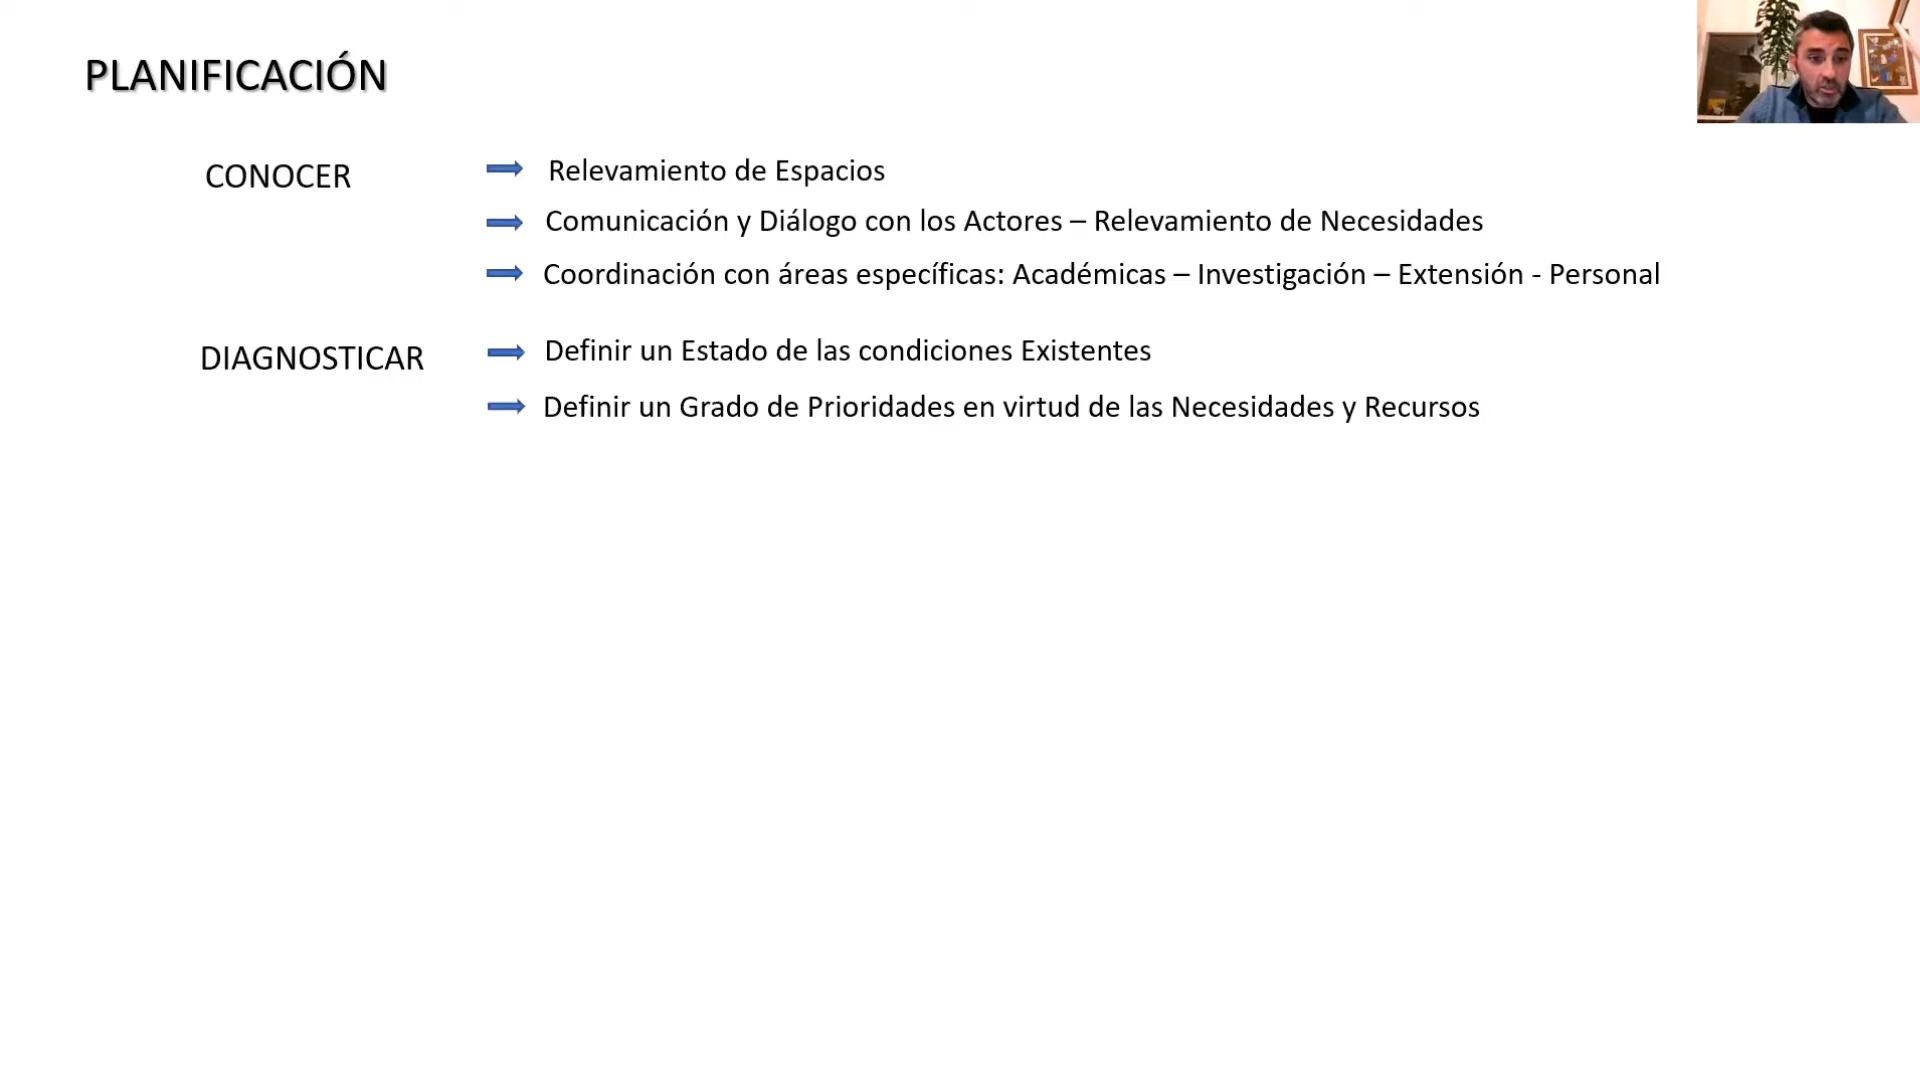 PLANIFICACIÓN
CONOCER
Relevamiento de Espacios
Comunicación y Diálogo con los Actores – Relevamiento de Necesidades
Coordinación con áreas específicas: Académicas – Investigación – Extensión - Personal
DIAGNOSTICAR
Definir un Estado de las condiciones Existentes
Definir un Grado de Prioridades en virtud de las Necesidades y Recursos